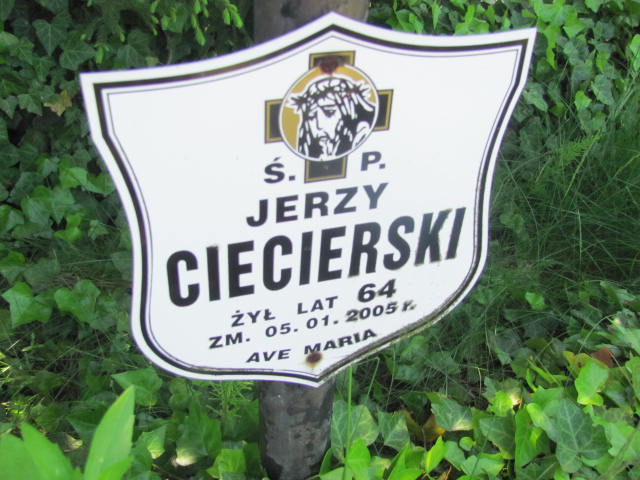 Ś. P.
JERZY
CIECIERSKI
ŻYŁ LAT 64
ZM. 05.01.2005 r.
AVE MARIA